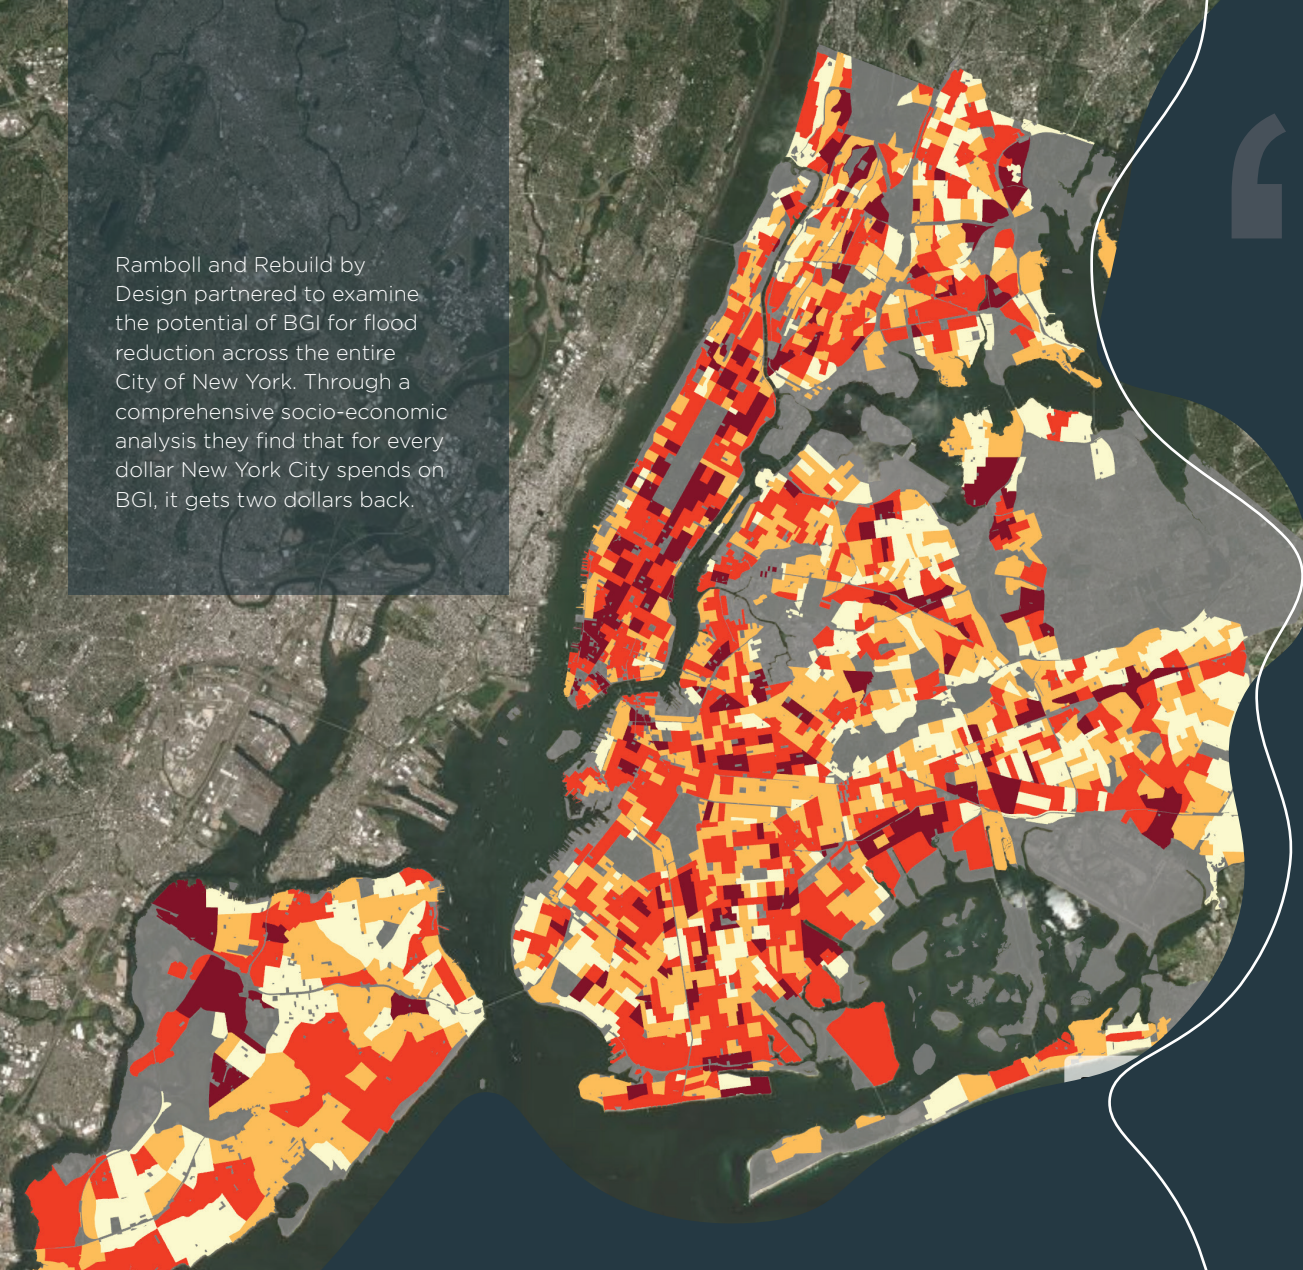 Ramboll and Rebuild by
Design partnered to examine
the potential of BGI for flood
reduction across the entire
City of New York. Through a
comprehensive socio-economic
analysis they find that for every
dollar New York City spends on
BGI, it gets two dollars back.
‘